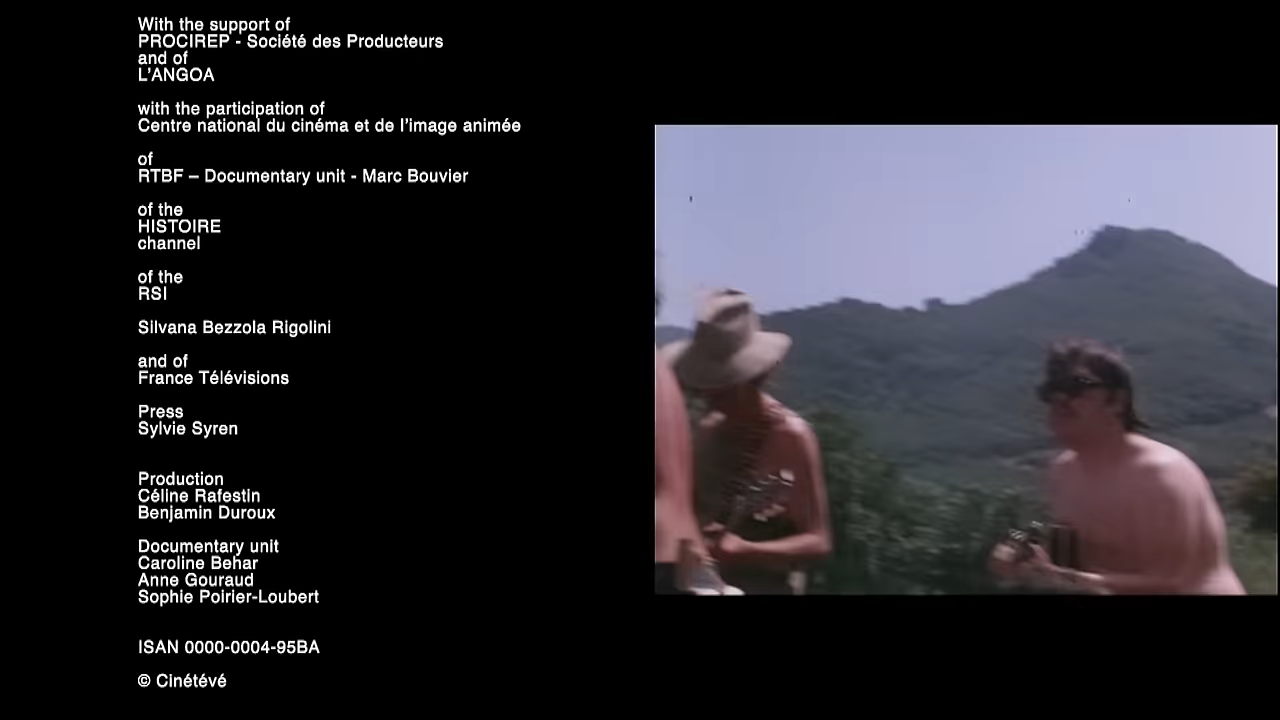 With the support of
PROCIREP - Société des Producteurs
and of
L'ANGOA
with the participation of
Centre national du cinéma et de l'image animée
of
RTBF – Documentary unit - Marc Bouvier
of the
HISTOIRE
channel
of the
RSI
Silvana Bezzola Rigolini
and of
France Télévisions
Press
Sylvie Syren
Production
Céline Rafestin
Benjamin Duroux
Documentary unit
Caroline Behar
Anne Gouraud
Sophie Poirier-Loubert
ISAN 0000-0004-95BA
© Cinétévé